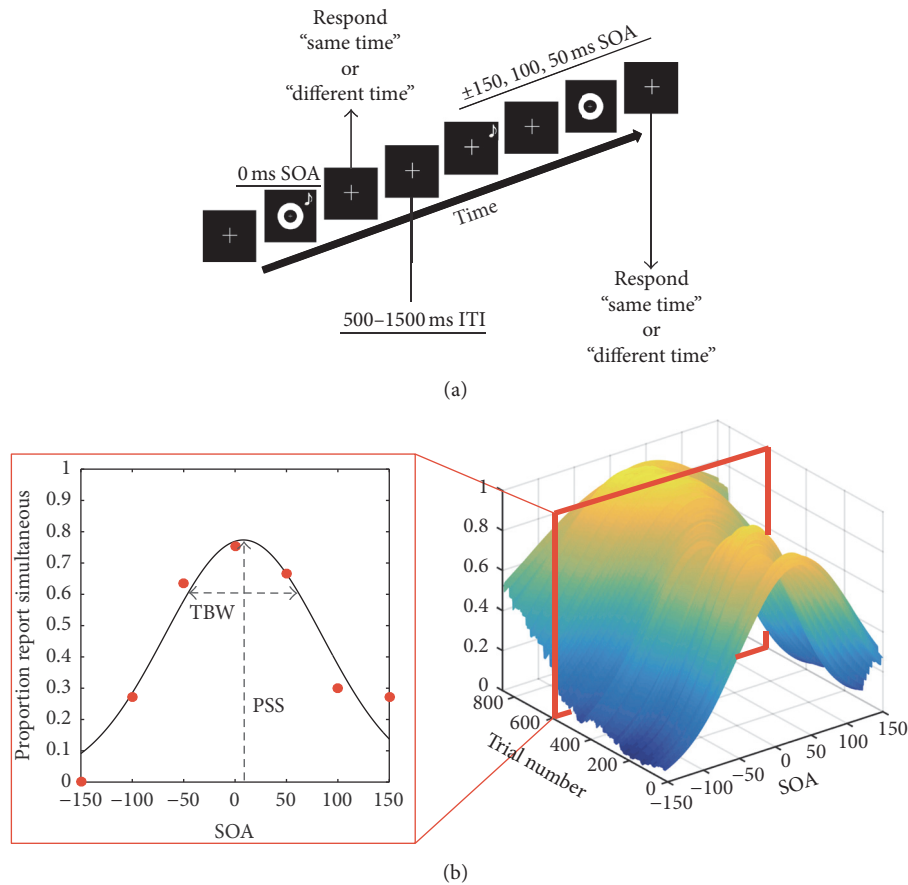 Respond
“same time”
or
“different time”
±150, 100, 50 ms SOA
0 ms SOA
Time
500–1500 ms ITI
Respond
“same time”
or
“different time”
(a)
Proportion report simultaneous
1
0.9
0.8
0.7
0.6
0.5
0.4
0.3
0.2
0.1
0
TBW
PSS
−150
−100
−50
0
50
100
150
SOA
1
0.8
0.6
0.4
0.2
0
800
600
400
200
0
Trial number
−150
−100
−50
0
50
100
150
SOA
(b)